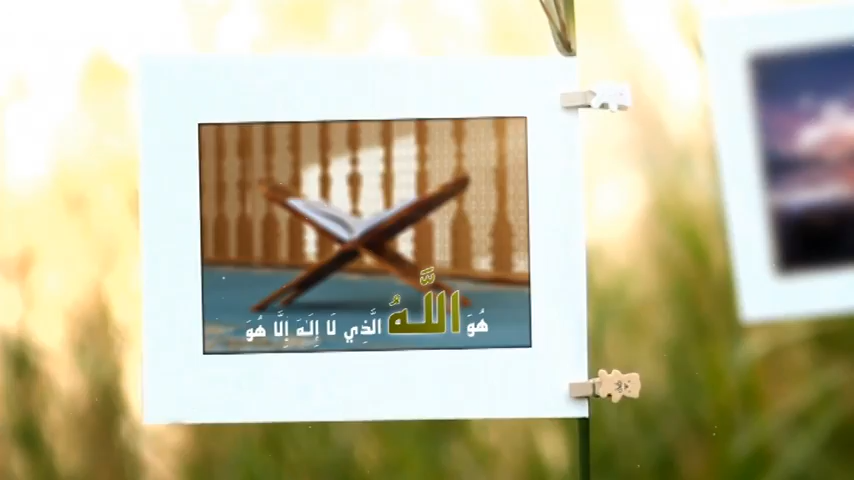 هُوَ اللَّهُ الَّذِي لَا إِلَٰهَ إِلَّا هُوَ